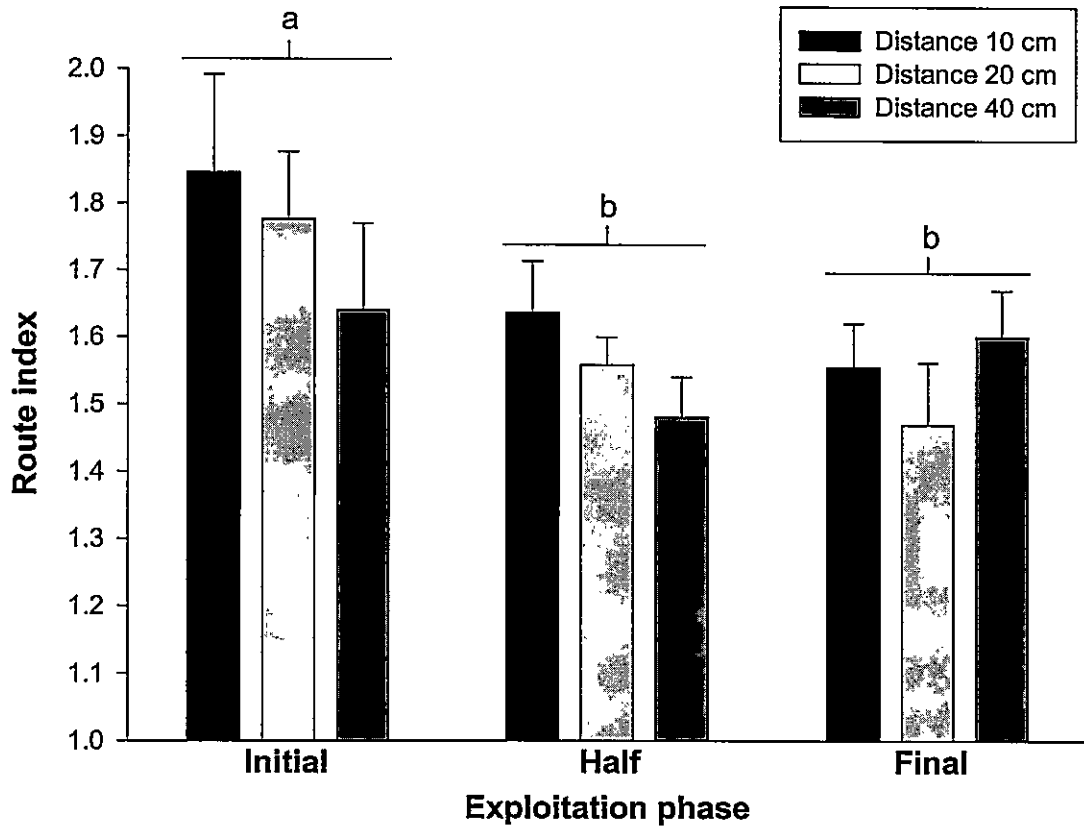 a
Distance 10 cm
Distance 20 cm
Distance 40 cm
2.0
1.9
1.8
1.7
1.6
1.5
1.4
1.3
1.2
1.1
1.0
b
b
Route index
Initial
Half
Final
Exploitation phase